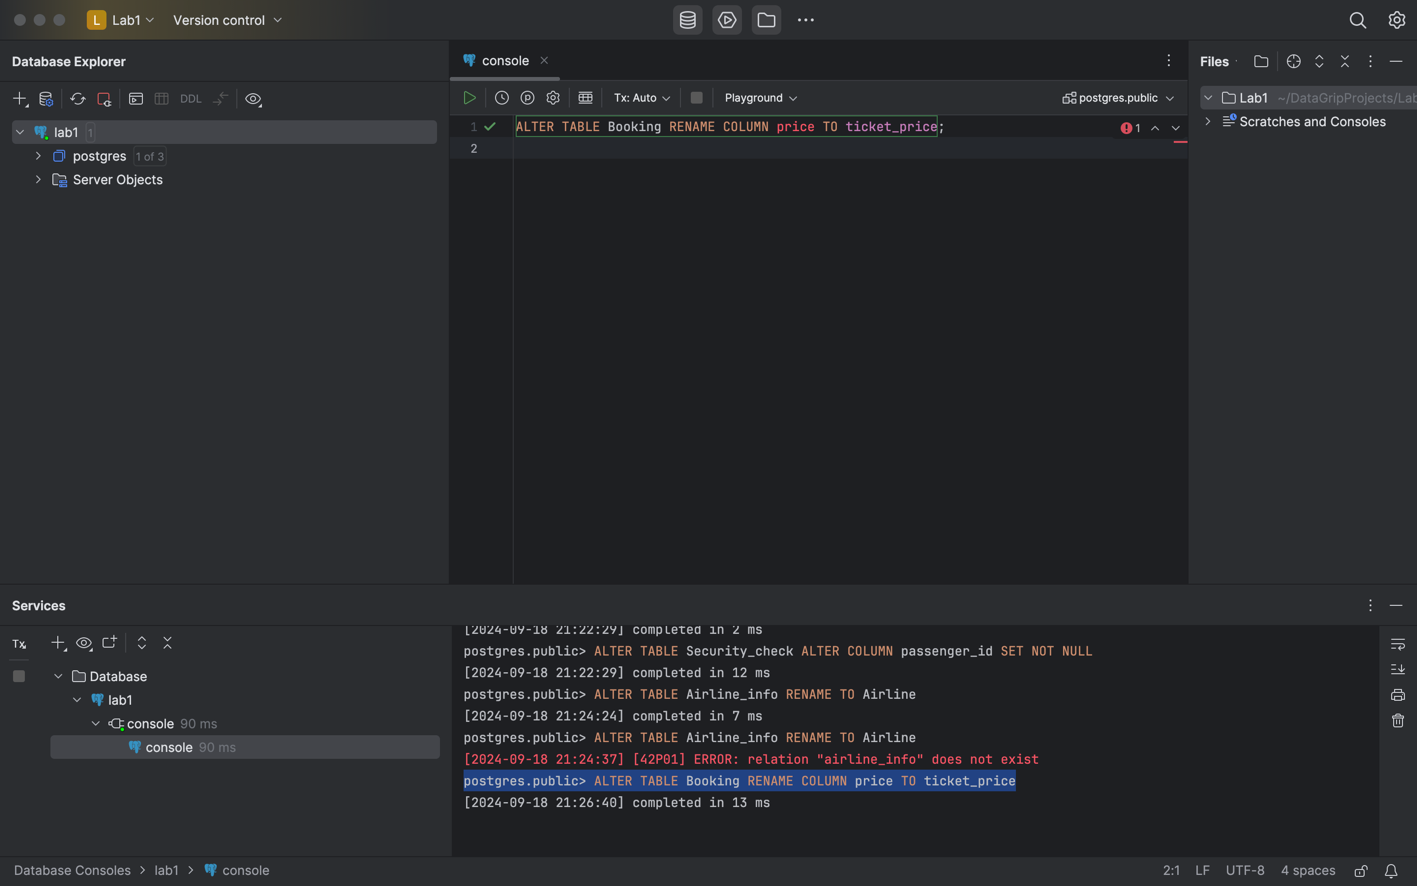 L Lab1 Version control
Database Explorer
DDL
lab1 1
postgres 1 of 3
Server Objects
console
Tx: Auto Playground postgres.public
1 ALTER TABLE Booking RENAME COLUMN price TO ticket_price; 1
2
Files
Lab1 ~/DataGripProjects/Lab
Scratches and Consoles
Services
Tx
Database
lab1
console 90 ms
console 90 ms
[2024-09-18 21:22:29] completed in 2 ms
postgres.public> ALTER TABLE Security_check ALTER COLUMN passenger_id SET NOT NULL
[2024-09-18 21:22:29] completed in 12 ms
postgres.public> ALTER TABLE Airline_info RENAME TO Airline
[2024-09-18 21:24:24] completed in 7 ms
postgres.public> ALTER TABLE Airline_info RENAME TO Airline
[2024-09-18 21:24:37] [42P01] ERROR: relation "airline_info" does not exist
postgres.public> ALTER TABLE Booking RENAME COLUMN price TO ticket_price
[2024-09-18 21:26:40] completed in 13 ms
Database Consoles > lab1 > console
2:1 LF UTF-8 4 spaces